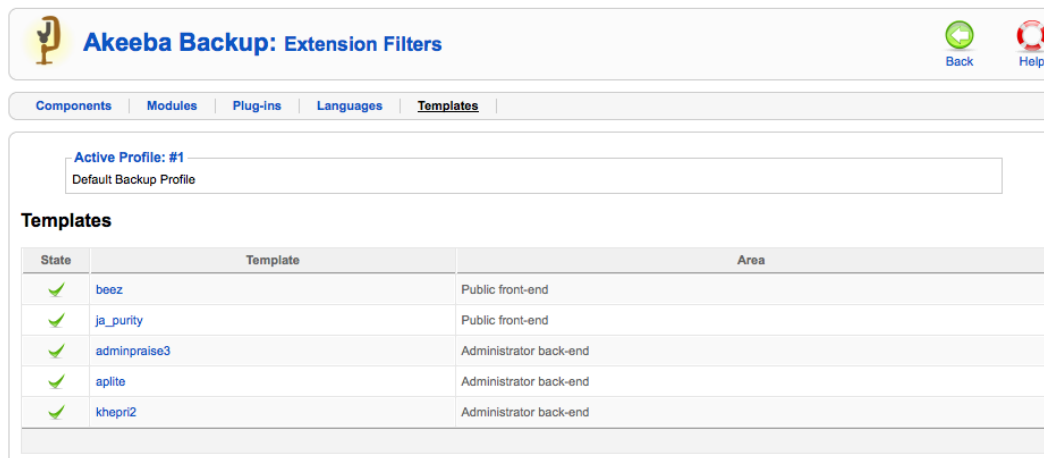 Akeeba Backup: Extension Filters
Back
Help
Components Modules Plug-ins Languages Templates
Active Profile: #1
Default Backup Profile
Templates
State Template Area
beez Public front-end
ja_purity Public front-end
adminpraise3 Administrator back-end
aplite Administrator back-end
khepri2 Administrator back-end